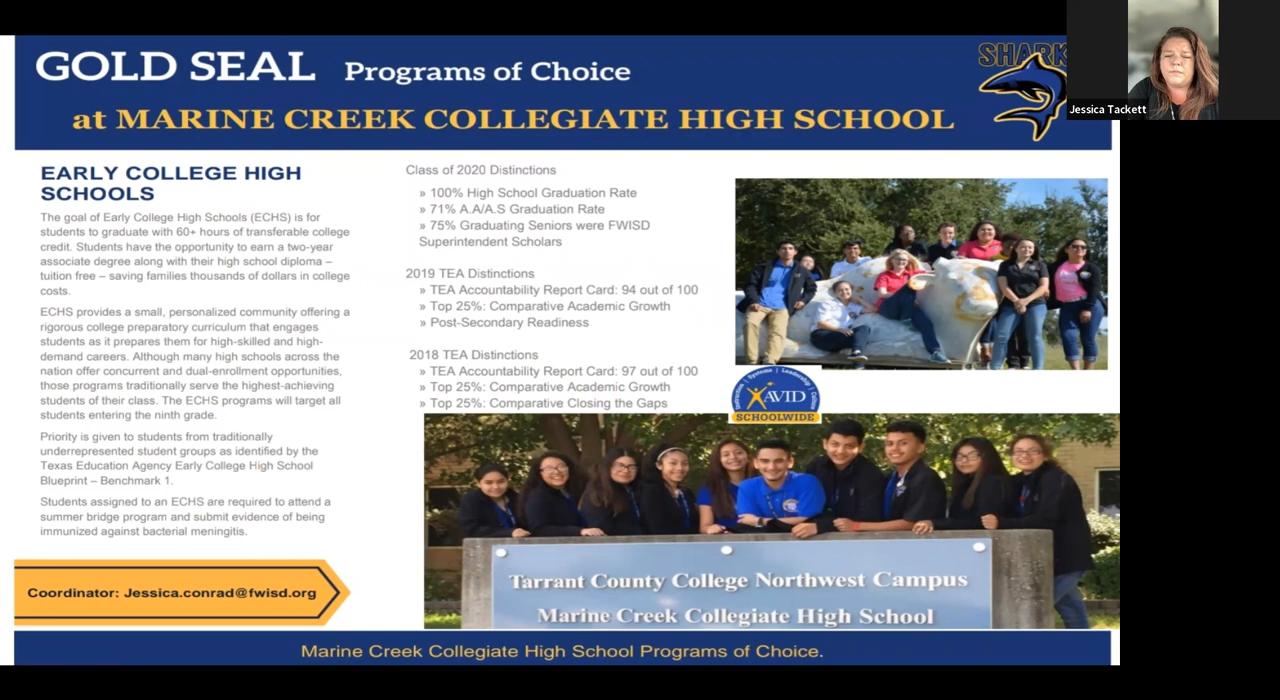 GOLD SEAL Programs of Choice
at MARINE CREEK COLLEGIATE HIGH SCHOOL
SHARK
Jessica Tackett
EARLY COLLEGE HIGH
SCHOOLS
The goal of Early College High Schools (ECHS) is for
students to graduate with 60+ hours of transferable college
credit. Students have the opportunity to earn a two-year
associate degree along with their high school diploma –
tuition free – saving families thousands of dollars in college
costs.
ECHS provides a small, personalized community offering a
rigorous college preparatory curriculum that engages
students as it prepares them for high-skilled and high-
demand careers. Although many high schools across the
nation offer concurrent and dual-enrollment opportunities,
those programs traditionally serve the highest-achieving
students of their class. The ECHS programs will target all
students entering the ninth grade.
Priority is given to students from traditionally
underrepresented student groups as identified by the
Texas Education Agency Early College High School
Blueprint – Benchmark 1.
Students assigned to an ECHS are required to attend a
summer bridge program and submit evidence of being
immunized against bacterial meningitis.
Coordinator: Jessica.conrad@fwisd.org
Class of 2020 Distinctions
» 100% High School Graduation Rate
» 71% A.A/A.S Graduation Rate
» 75% Graduating Seniors were FWISD
Superintendent Scholars
2019 TEA Distinctions
» TEA Accountability Report Card: 94 out of 100
» Top 25%: Comparative Academic Growth
» Post-Secondary Readiness
2018 TEA Distinctions
» TEA Accountability Report Card: 97 out of 100
» Top 25%: Comparative Academic Growth
» Top 25%: Comparative Closing the Gaps
Instruction | Systems | Leadership | Culture
AVID
SCHOOLWIDE
Tarrant County College Northwest Campus
Marine Creek Collegiate High School
Marine Creek Collegiate High School Programs of Choice.